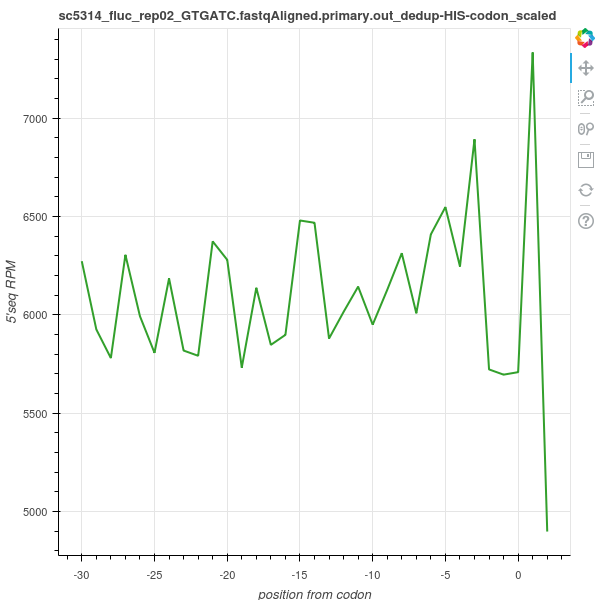 sc5314_fluc_rep02_GTGATC.fastqAligned.primary.out_dedup-HIS-codon_scaled
7000
6500
6000
5500
5000
5'seq RPM
-30 -25 -20 -15 -10 -5 0
position from codon